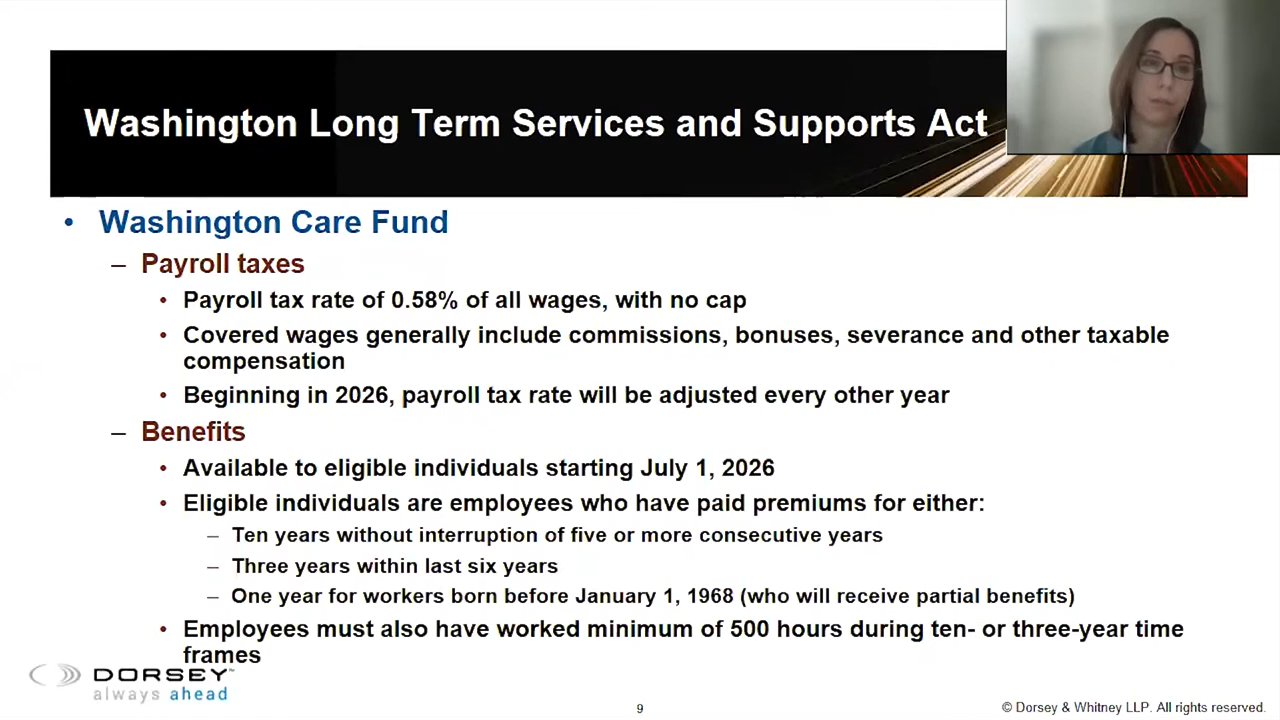 Washington Long Term Services and Supports Act
• Washington Care Fund
– Payroll taxes
• Payroll tax rate of 0.58% of all wages, with no cap
• Covered wages generally include commissions, bonuses, severance and other taxable
compensation
• Beginning in 2026, payroll tax rate will be adjusted every other year
– Benefits
• Available to eligible individuals starting July 1, 2026
• Eligible individuals are employees who have paid premiums for either:
– Ten years without interruption of five or more consecutive years
– Three years within last six years
– One year for workers born before January 1, 1968 (who will receive partial benefits)
• Employees must also have worked minimum of 500 hours during ten- or three-year time
frames
DORSEY™
always ahead
9
© Dorsey & Whitney LLP. All rights reserved.